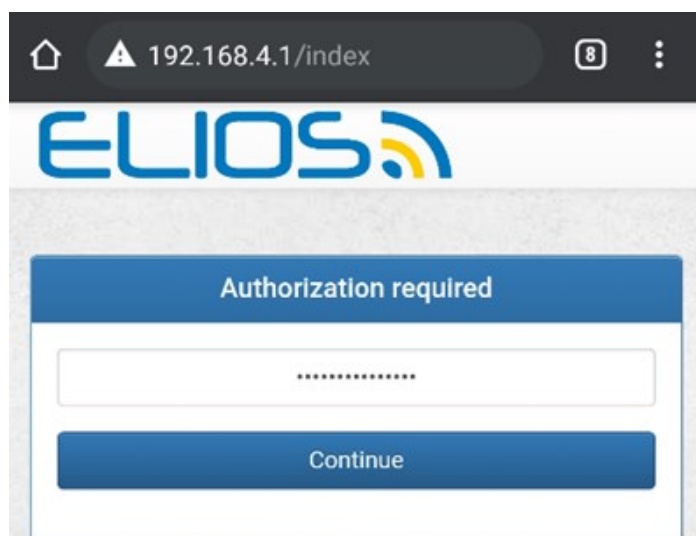 192.168.4.1/index
8
ELIOS
Authorization required
•••••••••••••••
Continue